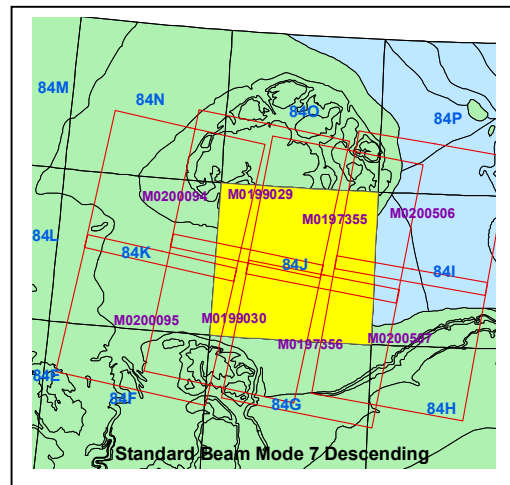 84M
84N
84O
84P
M0200094
M0199029
M0197355
M0200506
84L
84K
84J
84I
M0200095
M0199030
M0197356
M0200507
84E
84F
84G
84H
Standard Beam Mode 7 Descending